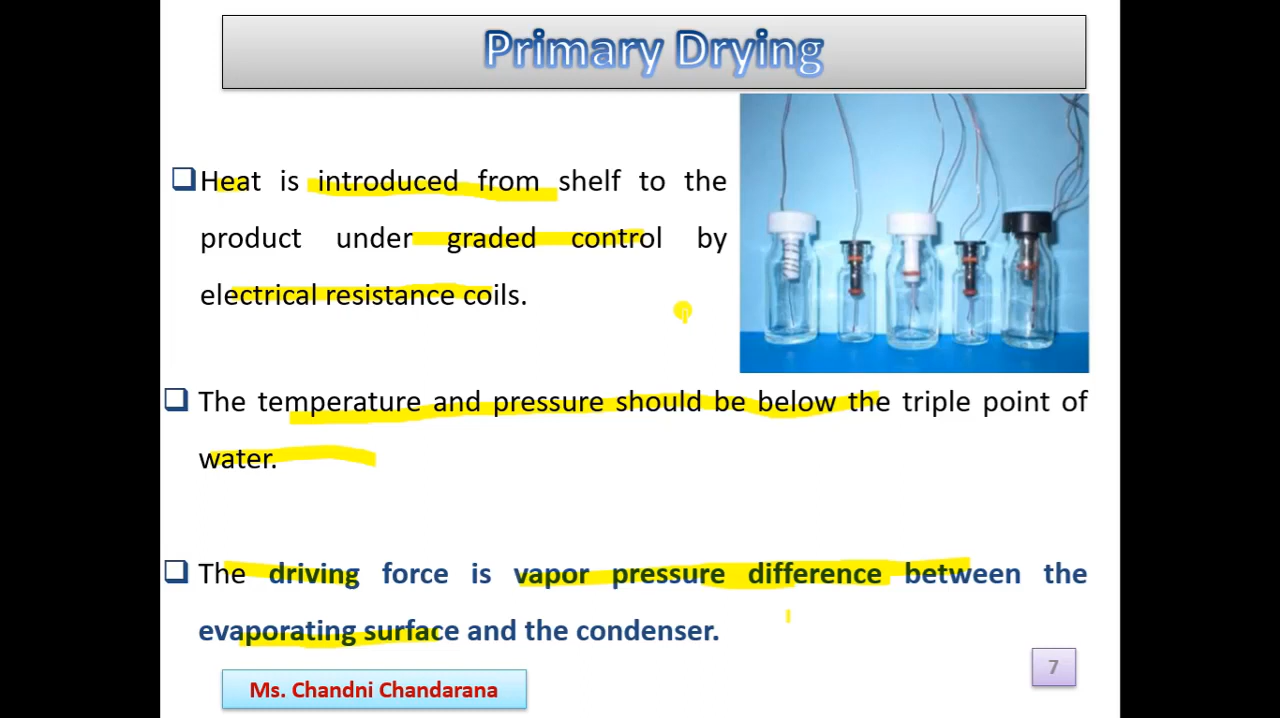 Primary Drying
Heat is introduced from shelf to the
product under graded control by
electrical resistance coils.
The temperature and pressure should be below the triple point of
water.
The driving force is vapor pressure difference between the
evaporating surface and the condenser.
7
Ms. Chandni Chandarana